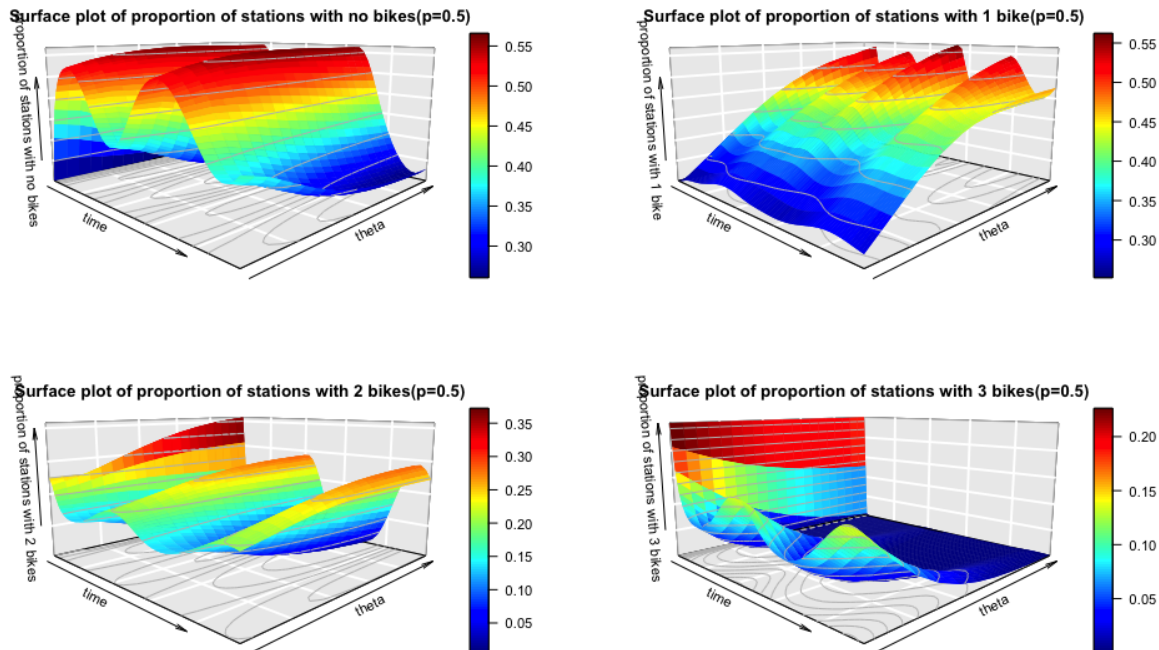 Surface plot of proportion of stations with no bikes(p=0.5)
proportion of stations with no bikes
time
theta
0.55
0.50
0.45
0.40
0.35
0.30
Surface plot of proportion of stations with 1 bike(p=0.5)
proportion of stations with 1 bike
time
theta
0.55
0.50
0.45
0.40
0.35
0.30
Surface plot of proportion of stations with 2 bikes(p=0.5)
proportion of stations with 2 bikes
time
theta
0.35
0.30
0.25
0.20
0.15
0.10
0.05
Surface plot of proportion of stations with 3 bikes(p=0.5)
proportion of stations with 3 bikes
time
theta
0.20
0.15
0.10
0.05